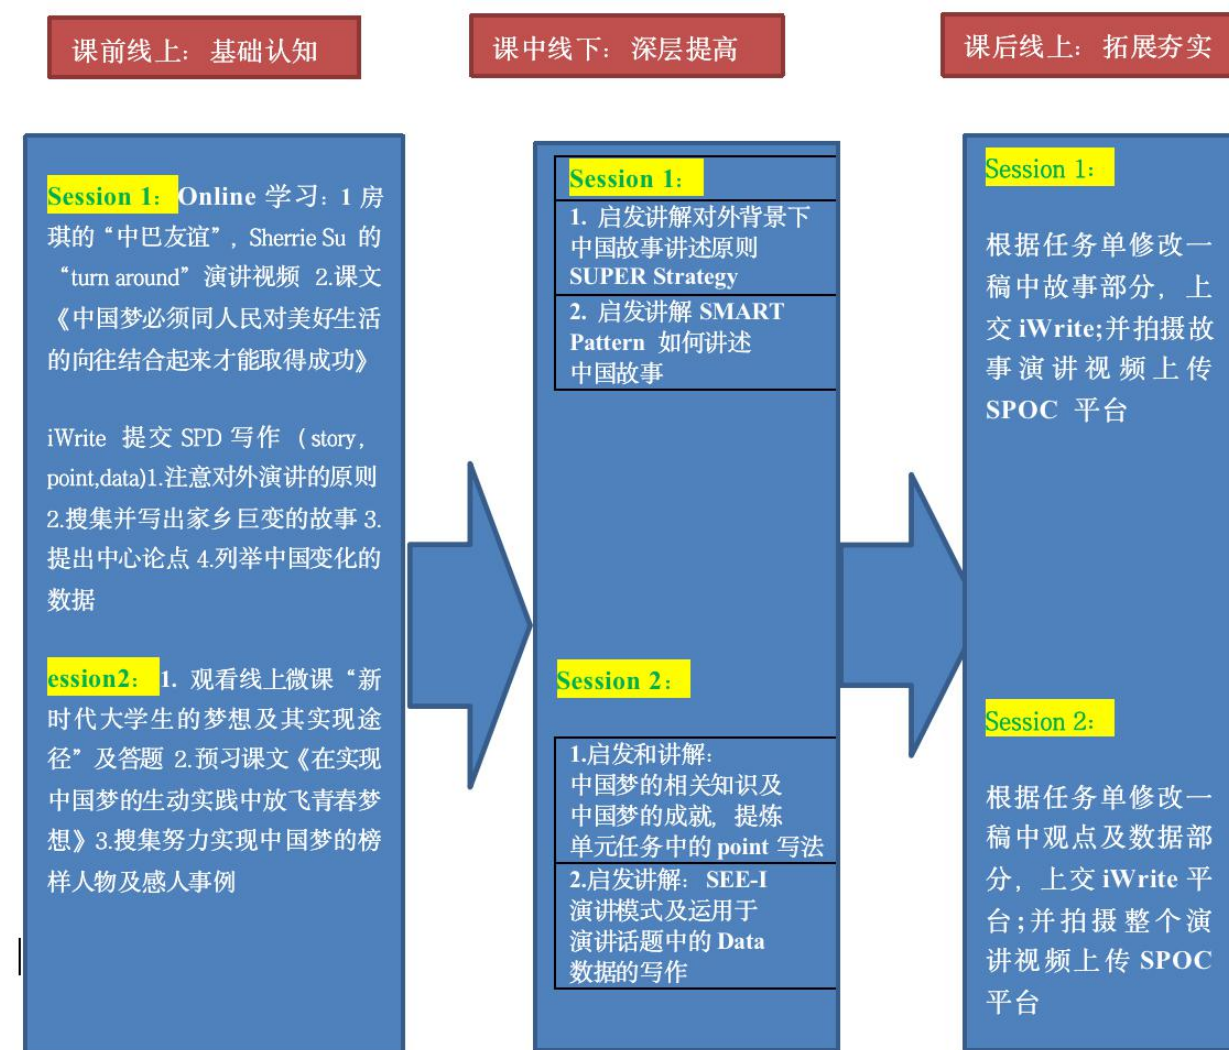 课前线上：基础认知
Session 1: Online 学习: 1 房
琪的“中巴友谊”, Sherrie Su 的
“turn around”演讲视频 2.课文
《中国梦必须同人民对美好生活
的向往结合起来才能取得成功》
iWrite 提交 SPD 写作（story,
point,data)1.注意对外演讲的原则
2.搜集并写出家乡巨变的故事 3.
提出中心论点 4.列举中国变化的
数据
ession2: 1. 观看线上微课“新
时代大学生的梦想及其实现途
径”及答题 2.预习课文《在实现
中国梦的生动实践中放飞青春梦
想》3.搜集努力实现中国梦的榜
样人物及感人事例
课中线下：深层提高
Session 1:
1. 启发讲解对外背景下
中国故事讲述原则
SUPER Strategy
2. 启发讲解 SMART
Pattern 如何讲述
中国故事
Session 2:
1.启发和讲解：
中国梦的相关知识及
中国梦的成就，提炼
单元任务中的 point 写法
2.启发讲解：SEE-I
演讲模式及运用于
演讲话题中的 Data
数据的写作
课后线上：拓展夯实
Session 1:
根据任务单修改一
稿中故事部分，上
交 iWrite;并拍摄故
事演讲视频上传
SPOC 平台
Session 2:
根据任务单修改一
稿中观点及数据部
分，上交 iWrite 平
台;并拍摄整个演
讲视频上传 SPOC
平台